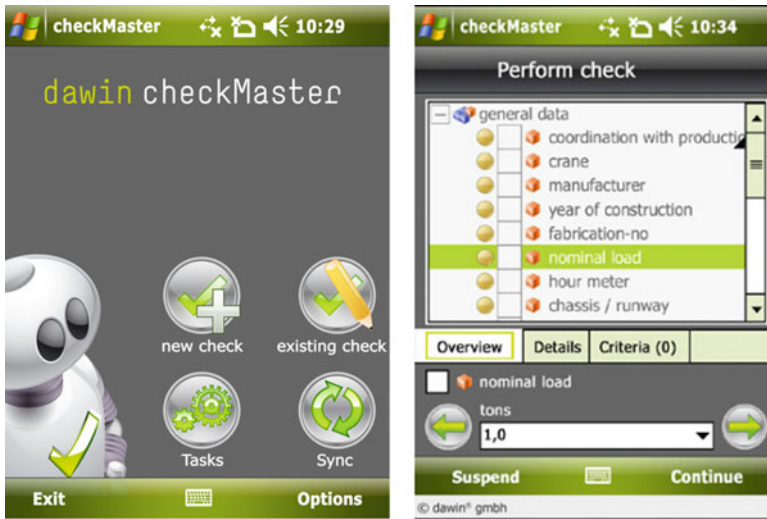 checkMaster 10:29
dawin checkMaster
new check
existing check
Tasks
Sync
Exit
Options
checkMaster 10:34
Perform check
general data
coordination with productio
crane
manufacturer
year of construction
fabrication-no
nominal load
hour meter
chassis / runway
Overview Details Criteria (0)
nominal load
tons
1,0
Suspend Continue
© dawin® gmbh